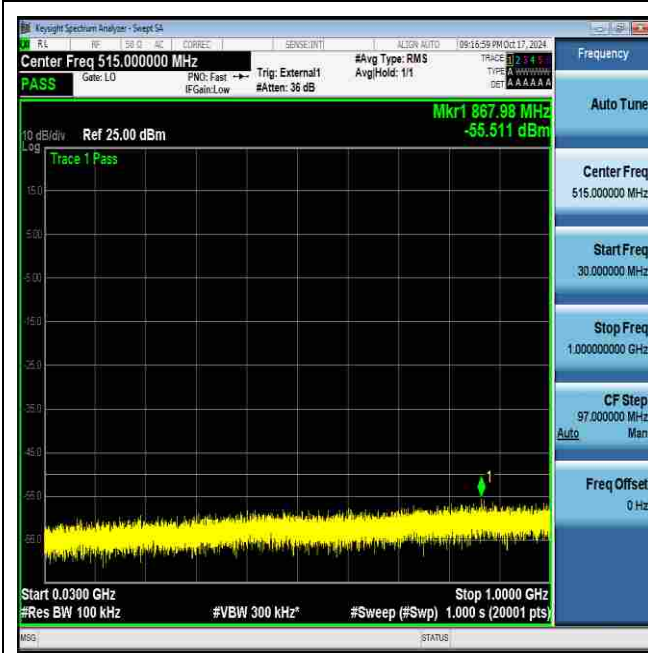 Keysight Spectrum Analyzer - Swept SA
RL RF 50 Ω AC CORREC SENSE:INT ALIGN AUTO 09:16:59 PM Oct 17, 2024
Center Freq 515.000000 MHz
#Avg Type: RMS
TRACE 1 2 3 4 5
Gate: LO PNO: Fast Trig: External1 Avg|Hold: 1/1
TYPE A
PASS
IFGain:Low #Atten: 36 dB
DET A A A A A A
Mkr1 867.98 MHz
-55.511 dBm
10 dB/div Ref 25.00 dBm
Log
Trace 1 Pass
15.0
5.00
-5.00
-15.0
-25.0
-35.0
-45.0
-55.0
-65.0
1
Start 0.0300 GHz Stop 1.0000 GHz
#Res BW 100 kHz #VBW 300 kHz* #Sweep (#Swp) 1.000 s (20001 pts)
MSG STATUS
Frequency
Auto Tune
Center Freq
515.000000 MHz
Start Freq
30.000000 MHz
Stop Freq
1.000000000 GHz
CF Step
97.000000 MHz
Auto Man
Freq Offset
0 Hz